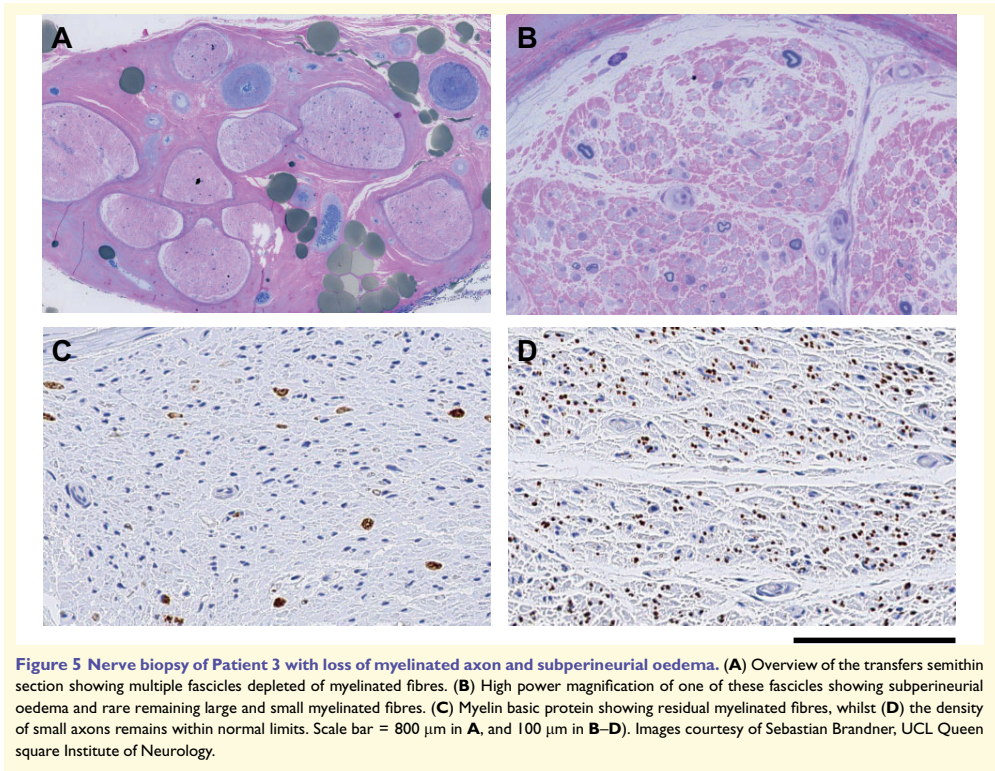 A
B
C
D
Figure 5 Nerve biopsy of Patient 3 with loss of myelinated axon and subperineurial oedema. (A) Overview of the transfers semithin
section showing multiple fascicles depleted of myelinated fibres. (B) High power magnification of one of these fascicles showing subperineurial
oedema and rare remaining large and small myelinated fibres. (C) Myelin basic protein showing residual myelinated fibres, whilst (D) the density
of small axons remains within normal limits. Scale bar = 800 μm in A, and 100 μm in B–D). Images courtesy of Sebastian Brandner, UCL Queen
square Institute of Neurology.